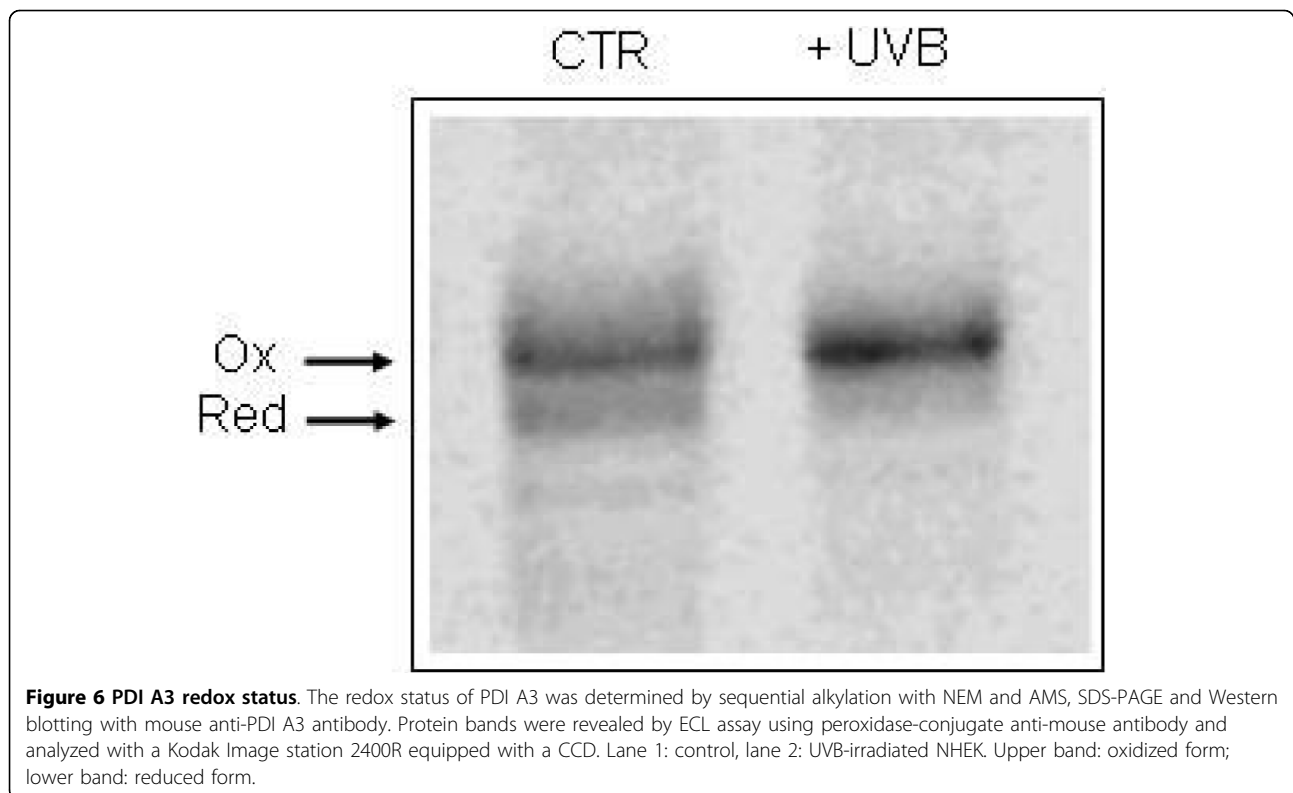 CTR + UVB
Ox
Red
Figure 6 PDI A3 redox status. The redox status of PDI A3 was determined by sequential alkylation with NEM and AMS, SDS-PAGE and Western
blotting with mouse anti-PDI A3 antibody. Protein bands were revealed by ECL assay using peroxidase-conjugate anti-mouse antibody and
analyzed with a Kodak Image station 2400R equipped with a CCD. Lane 1: control, lane 2: UVB-irradiated NHEK. Upper band: oxidized form;
lower band: reduced form.